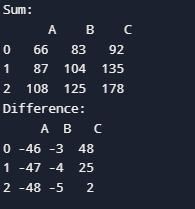 Sum:
     A    B    C
0   66   83   92
1   87  104  135
2  108  125  178
Difference:
    A  B   C
0 -46 -3  48
1 -47 -4  25
2 -48 -5   2